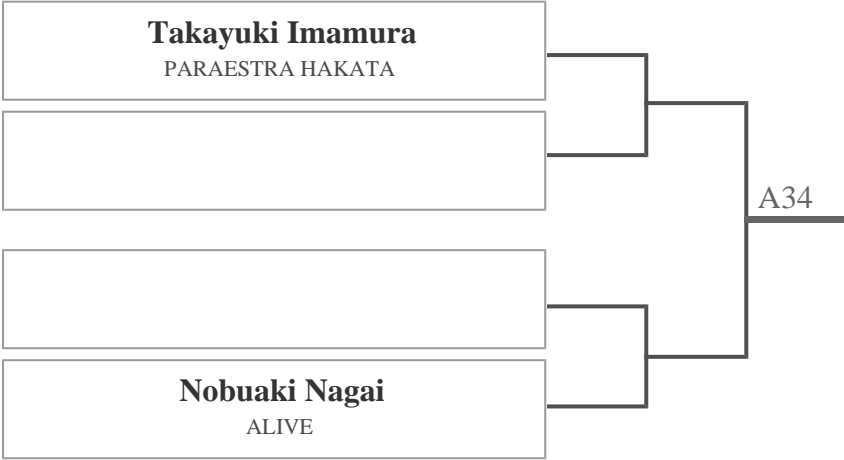 Takayuki Imamura
PARAESTRA HAKATA
A34
Nobuaki Nagai
ALIVE